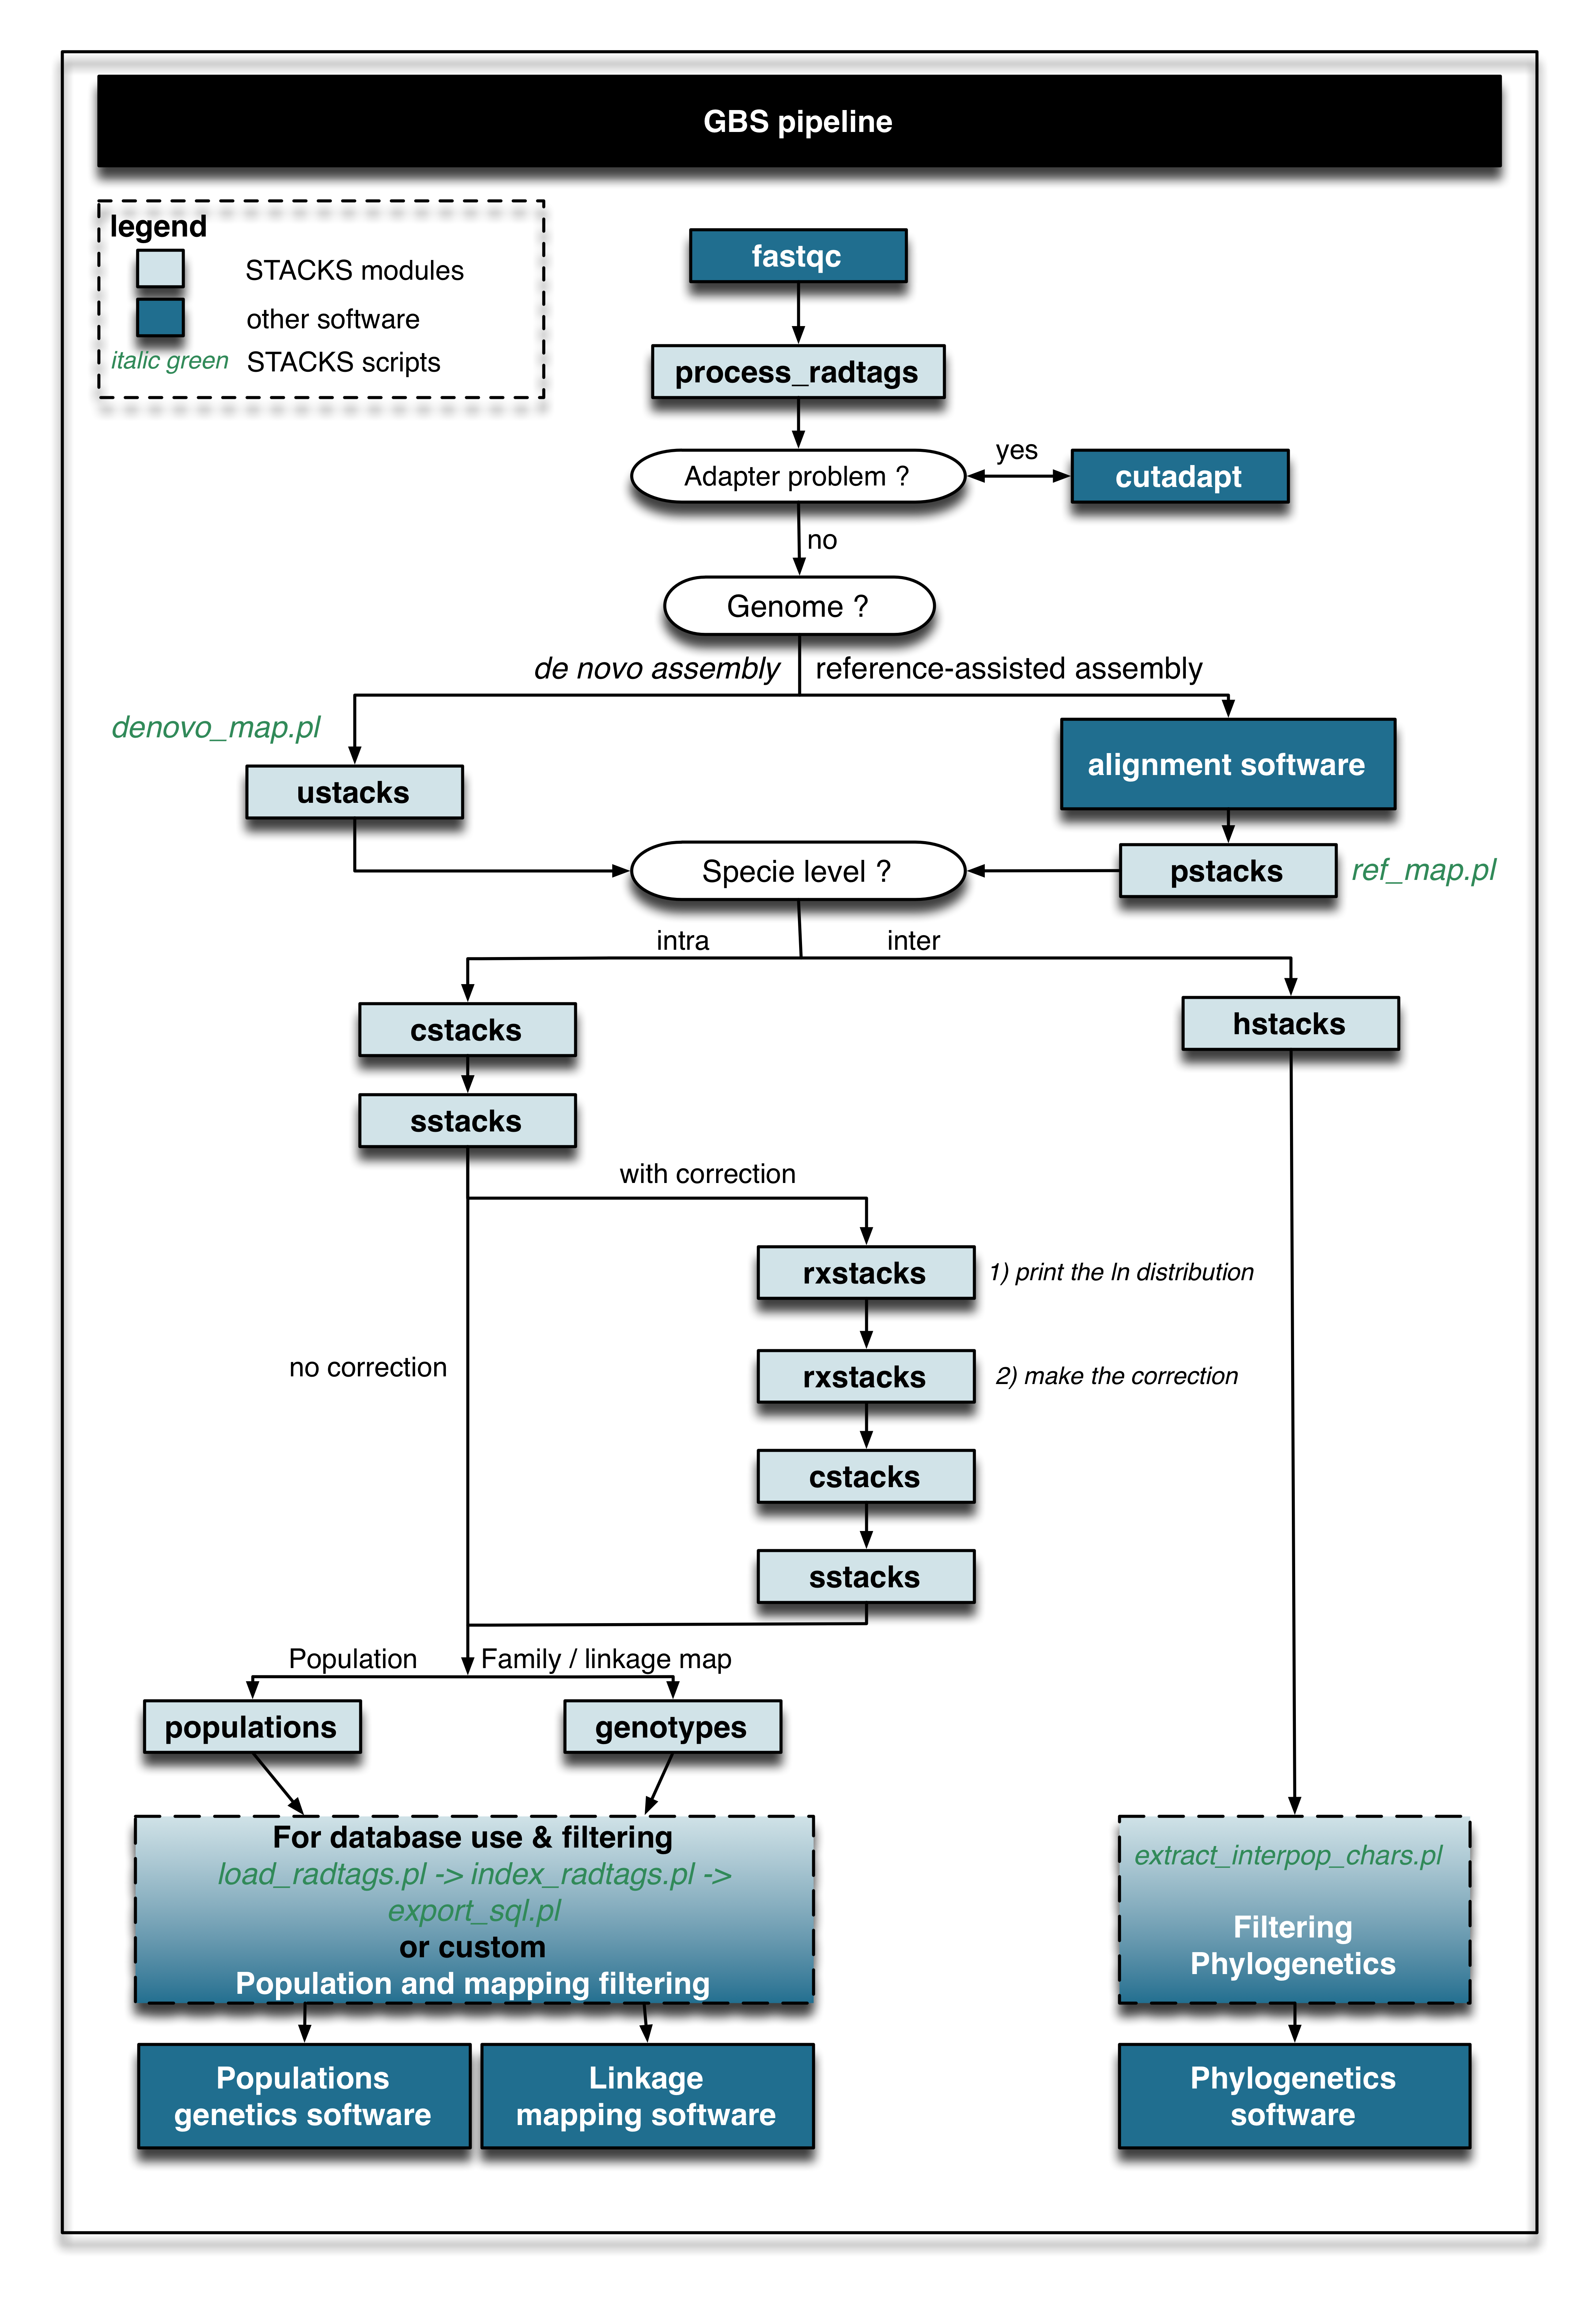 GBS pipeline
legend
STACKS modules
other software
italic green STACKS scripts
fastqc
process_radtags
Adapter problem ?
yes
cutadapt
no
Genome ?
de novo assembly
reference-assisted assembly
denovo_map.pl
ustacks
alignment software
Specie level ?
pstacks
ref_map.pl
intra
inter
cstacks
hstacks
sstacks
with correction
rxstacks
1) print the ln distribution
no correction
rxstacks
2) make the correction
cstacks
sstacks
Population
Family / linkage map
populations
genotypes
For database use & filtering
load_radtags.pl -> index_radtags.pl ->
export_sql.pl
or custom
Population and mapping filtering
extract_interpop_chars.pl
Filtering
Phylogenetics
Populations
genetics software
Linkage
mapping software
Phylogenetics
software